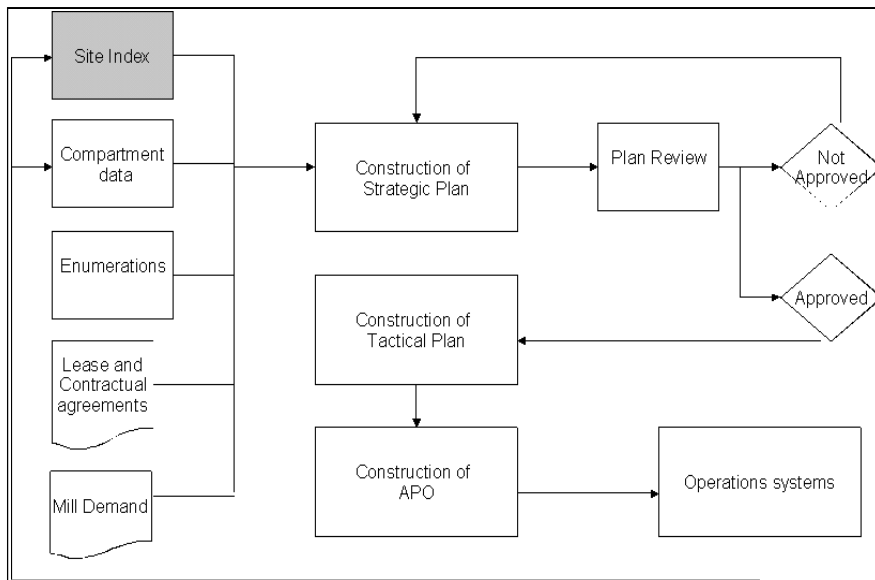 Site Index
Compartment
data
Enumerations
Lease and
Contractual
agreements
Mill Demand
Construction of
Strategic Plan
Plan Review
Not
Approved
Approved
Construction of
Tactical Plan
Construction of
APO
Operations systems